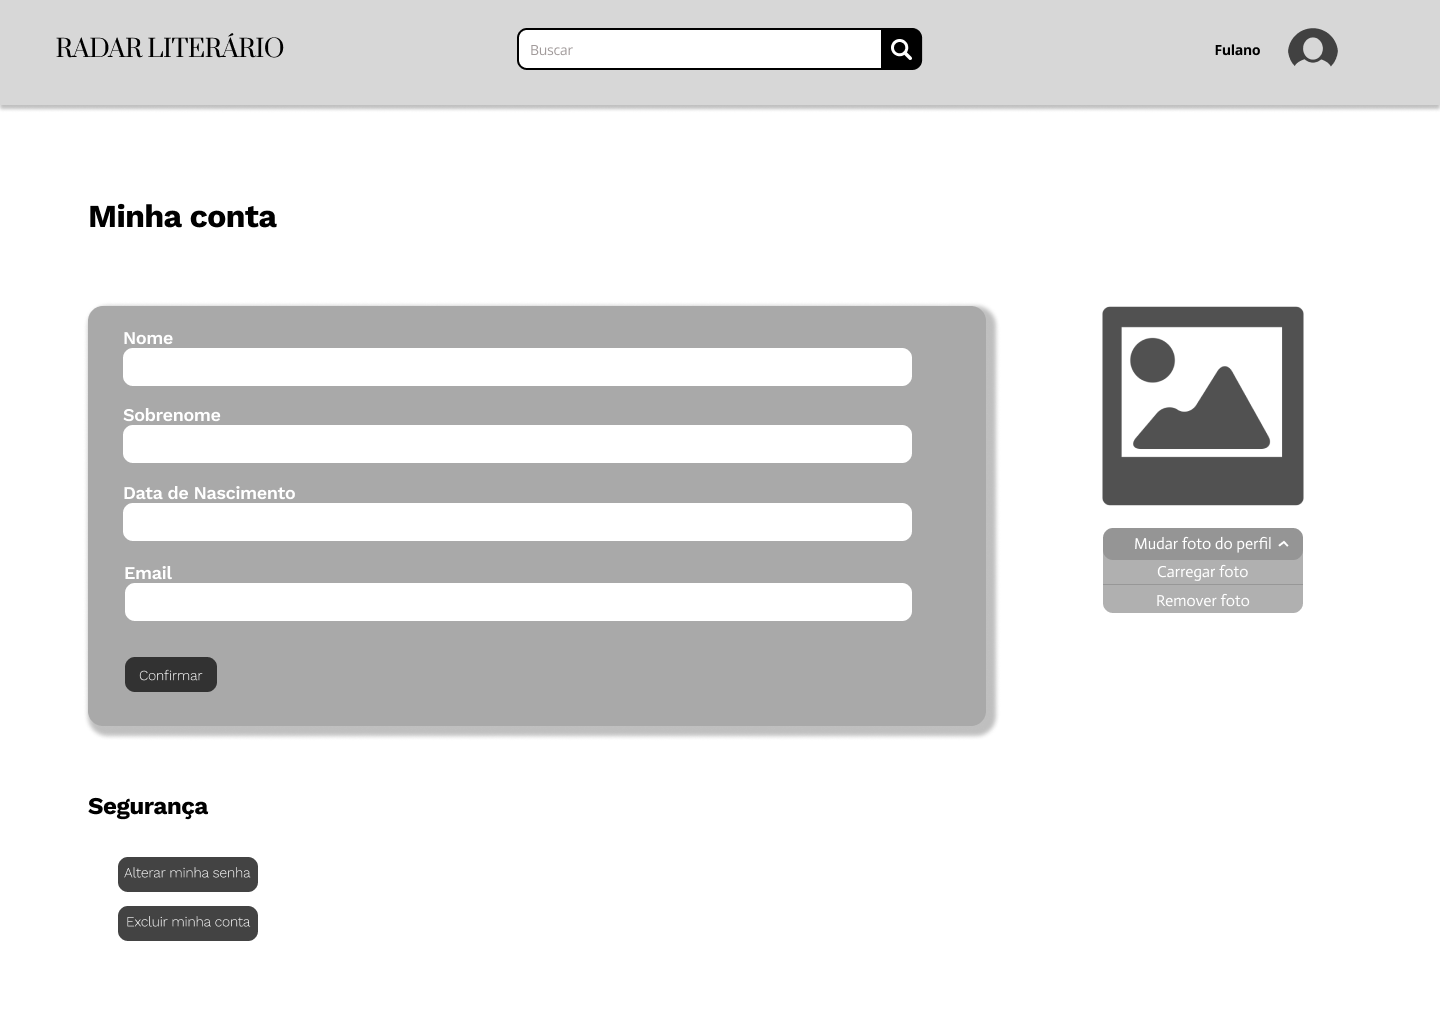 RADAR LITERÁRIO
Buscar
Fulano
Minha conta
Nome
Sobrenome
Data de Nascimento
Email
Confirmar
Mudar foto do perfil
Carregar foto
Remover foto
Segurança
Alterar minha senha
Excluir minha conta